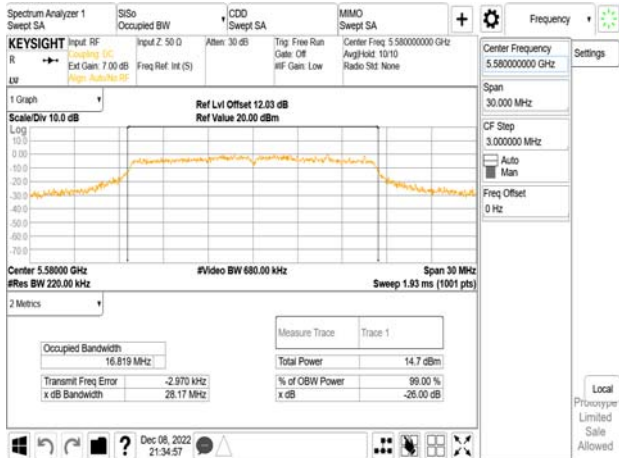 Spectrum Analyzer 1
Swept SA
SiSo
Occupied BW
CDD
Swept SA
MIMO
Swept SA
+
Frequency
KEYSIGHT
R
LXI
Input: RF
Coupling: DC
Ext Gain: 7.00 dB
Align: Auto/No RF
Input Z: 50 Ω
Freq Ref: Int (S)
Atten: 30 dB
Trig: Free Run
Gate: Off
#IF Gain: Low
Center Freq: 5.580000000 GHz
Avg|Hold: 10/10
Radio Std: None
1 Graph
Scale/Div 10.0 dB
Ref Lvl Offset 12.03 dB
Ref Value 20.00 dBm
Log
10.0
0.00
-10.0
-20.0
-30.0
-40.0
-50.0
-60.0
-70.0
Center 5.58000 GHz
#Res BW 220.00 kHz
#Video BW 680.00 kHz
Span 30 MHz
Sweep 1.93 ms (1001 pts)
2 Metrics
Measure Trace
Trace 1
Occupied Bandwidth
16.819 MHz
Total Power
14.7 dBm
Transmit Freq Error
-2.970 kHz
% of OBW Power
99.00 %
x dB Bandwidth
28.17 MHz
x dB
-26.00 dB
Center Frequency
5.580000000 GHz
Settings
Span
30.000 MHz
CF Step
3.000000 MHz
Auto
Man
Freq Offset
0 Hz
Local
Prototype
Limited
Sale
Allowed
?
Dec 08, 2022
21:34:57